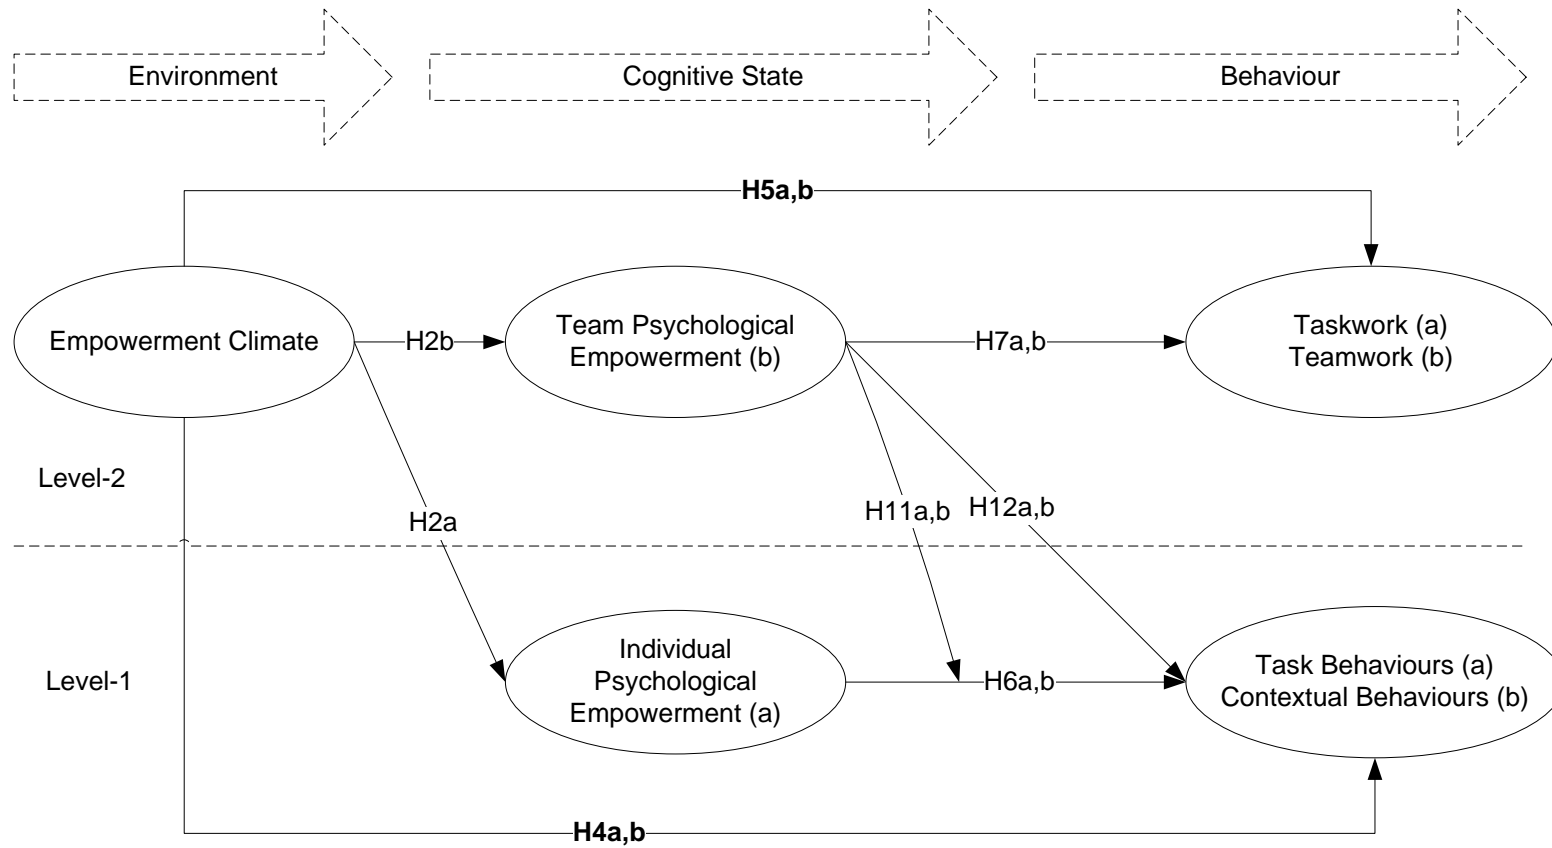 Environment
Cognitive State
Behaviour
H5a,b
Empowerment Climate
H2b
Team Psychological
Empowerment (b)
H7a,b
Taskwork (a)
Teamwork (b)
Level-2
H2a
H11a,b
H12a,b
Level-1
Individual
Psychological
Empowerment (a)
H6a,b
Task Behaviours (a)
Contextual Behaviours (b)
H4a,b